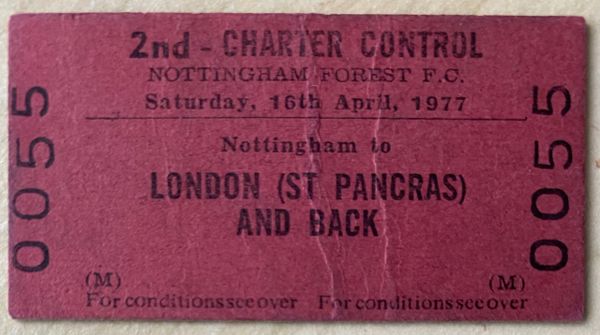 2nd - CHARTER CONTROL
NOTTINGHAM FOREST F.C.
Saturday, 16th April, 1977
Nottingham to
LONDON (ST PANCRAS)
AND BACK
0055
0055
(M) (M)
For conditions see over For conditions see over